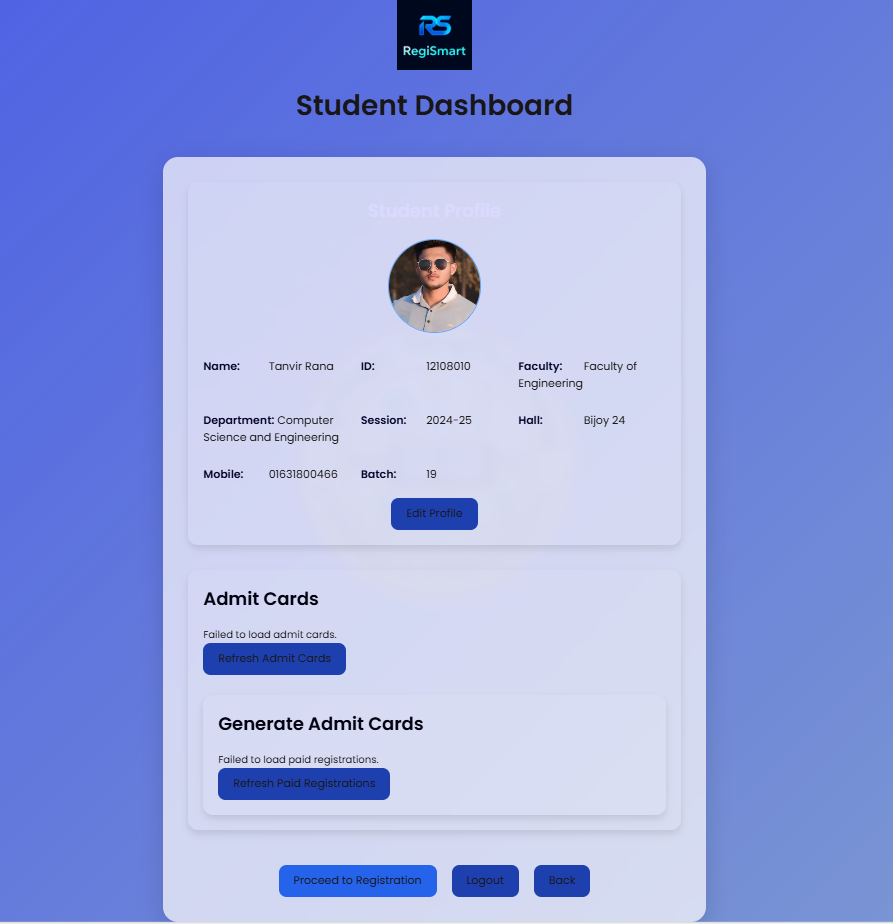 RS
RegiSmart
Student Dashboard
Student Profile
Name: Tanvir Rana ID: 12108010 Faculty: Faculty of
Engineering
Department: Computer Session: 2024-25 Hall: Bijoy 24
Science and Engineering
Mobile: 01631800466 Batch: 19
Edit Profile
Admit Cards
Failed to load admit cards.
Refresh Admit Cards
Generate Admit Cards
Failed to load paid registrations.
Refresh Paid Registrations
Proceed to Registration Logout Back